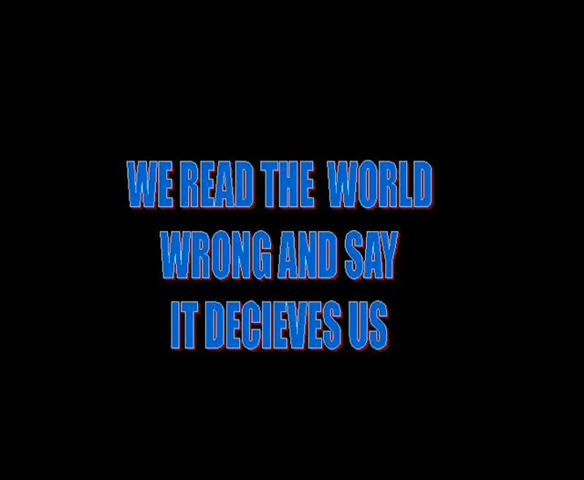 WE READ THE WORLD
WRONG AND SAY
IT DECIEVES US